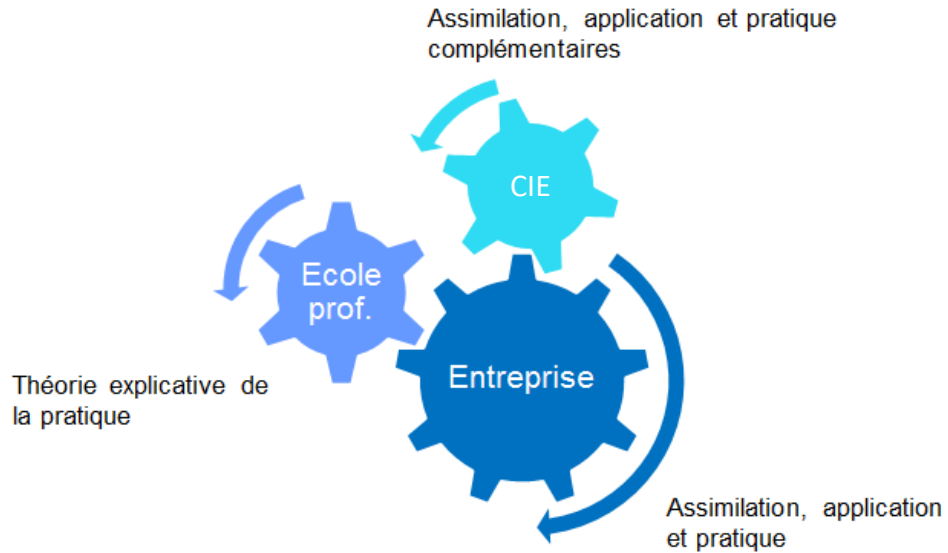 Assimilation, application et pratique
complémentaires
CIE
Ecole
prof.
Entreprise
Théorie explicative de
la pratique
Assimilation, application
et pratique